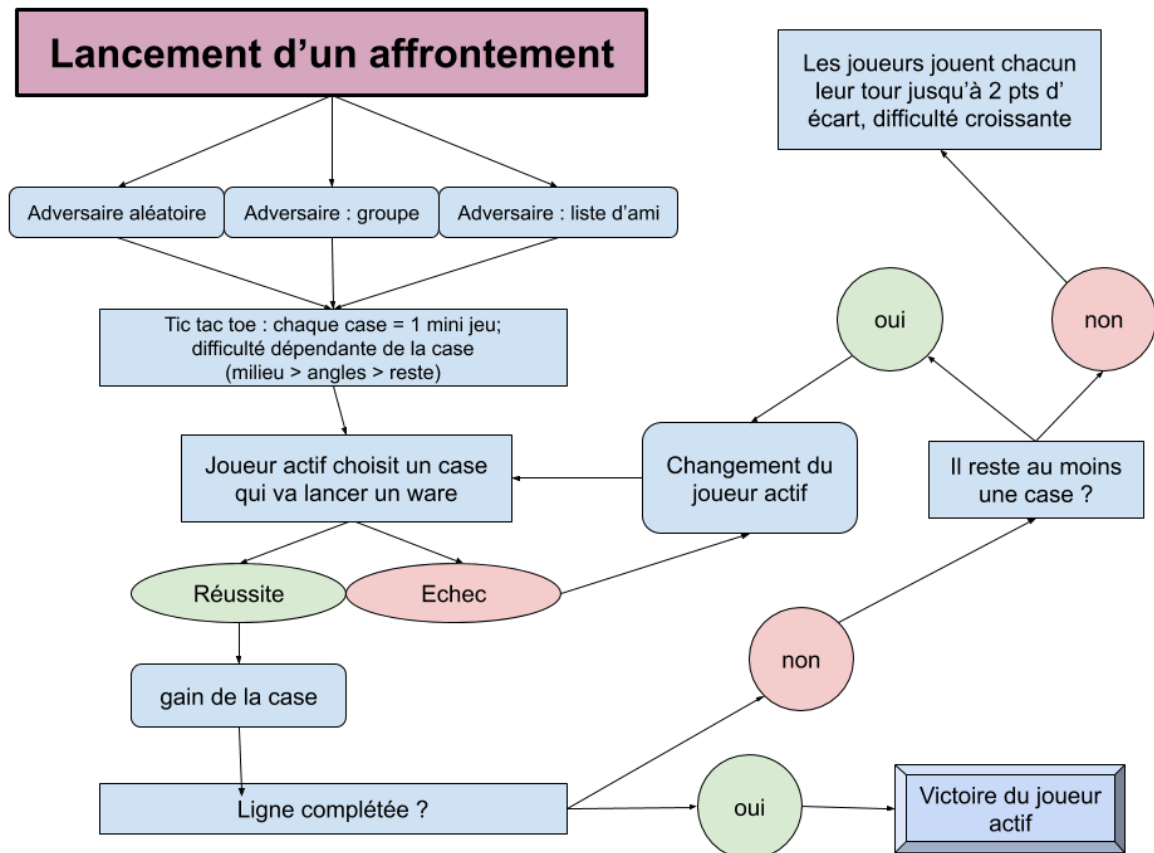 Lancement d’un affrontement
Les joueurs jouent chacun
leur tour jusqu’à 2 pts d’
écart, difficulté croissante
Adversaire aléatoire
Adversaire : groupe
Adversaire : liste d’ami
Tic tac toe : chaque case = 1 mini jeu;
difficulté dépendante de la case
(milieu > angles > reste)
oui
non
Joueur actif choisit un case
qui va lancer un ware
Changement du
joueur actif
Il reste au moins
une case ?
Réussite
Echec
non
gain de la case
Ligne complétée ?
oui
Victoire du joueur
actif